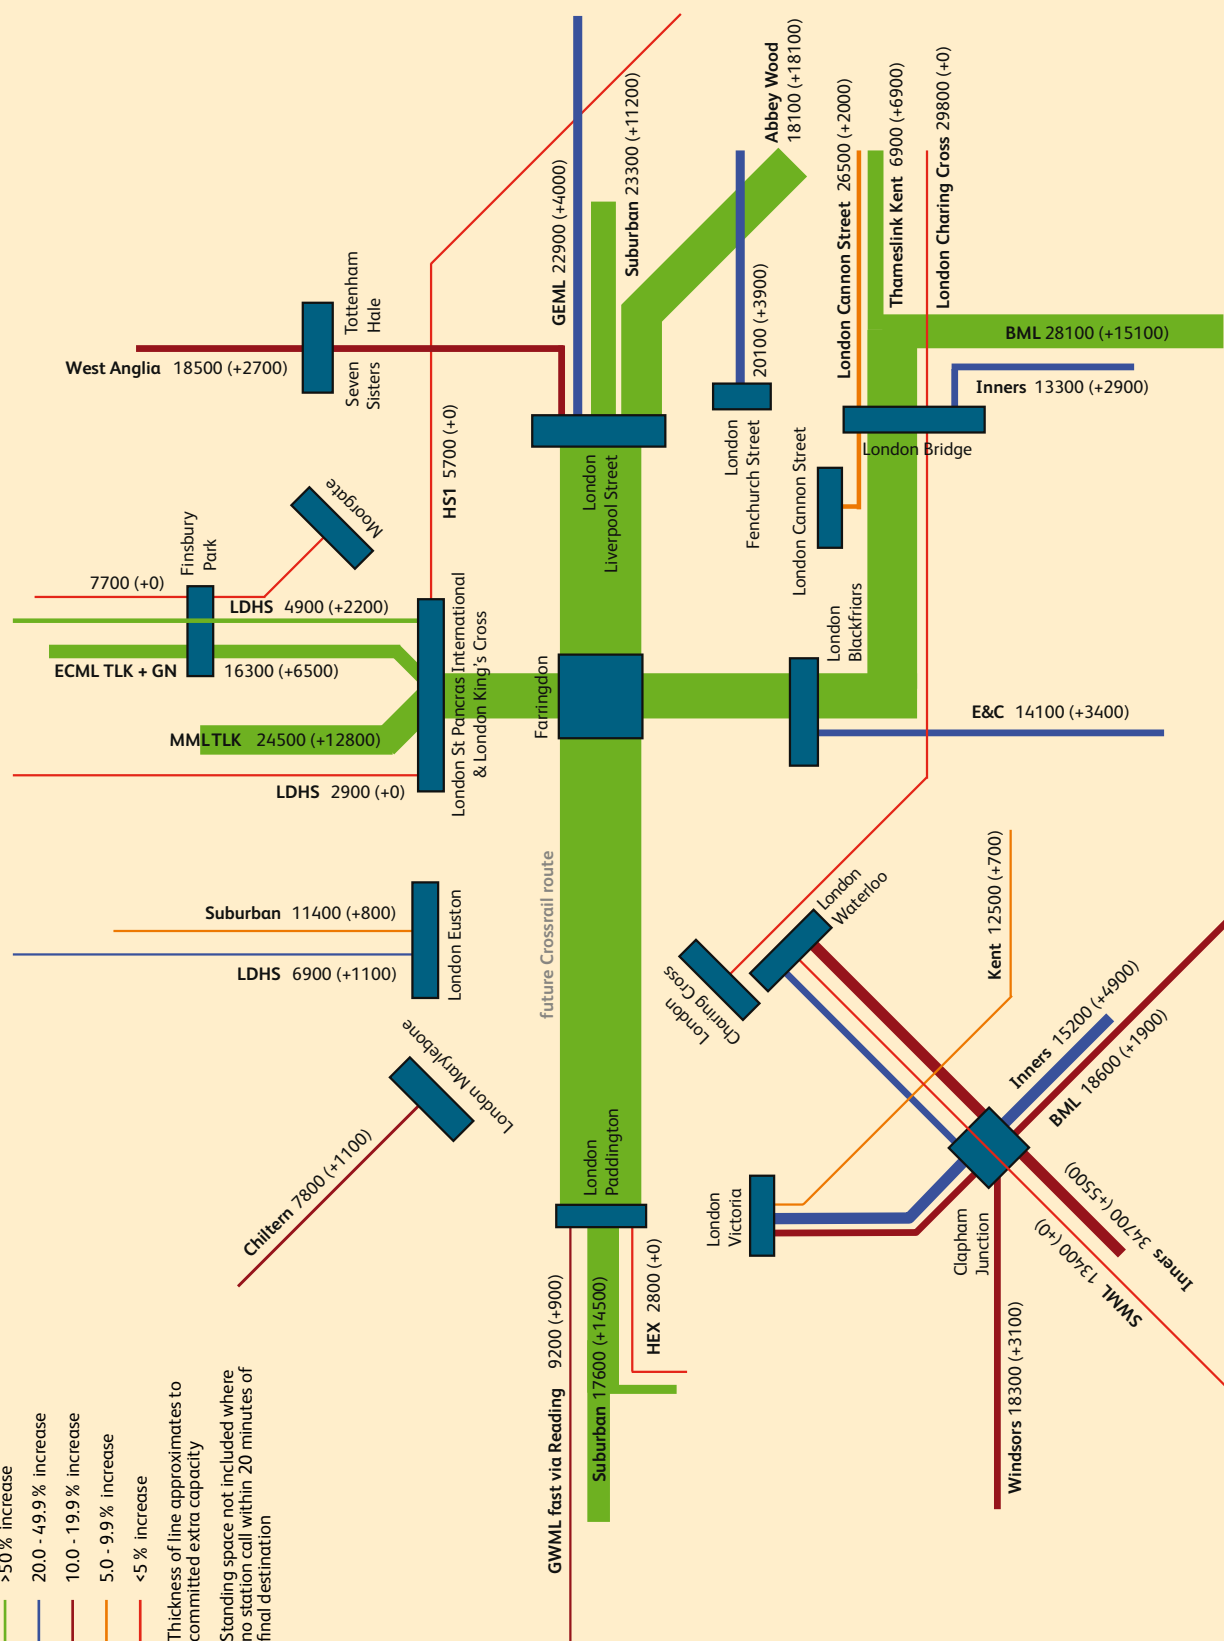 >50% increase
20.0 - 49.9% increase
10.0 - 19.9% increase
5.0 - 9.9% increase
<5% increase
Thickness of line approximates to
committed extra capacity
Standing space not included where
no station call within 20 minutes of
final destination
GWML fast via Reading 9200 (+900)
Suburban 17600 (+14500)
HEX 2800 (+0)
London
Paddington
future Crossrail route
Chiltern 7800 (+1100)
London Marylebone
Suburban 11400 (+800)
LDHS 6900 (+1100)
London Euston
LDHS 2900 (+0)
MMLTLK 24500 (+12800)
ECML TLK + GN 16300 (+6500)
LDHS 4900 (+2200)
7700 (+0)
Finsbury
Park
Moorgate
London St Pancras International
& London King's Cross
HS1 5700 (+0)
Farringdon
West Anglia 18500 (+2700)
Seven
Sisters
Tottenham
Hale
London
Liverpool Street
GEML 22900 (+4000)
Suburban 23300 (+11200)
Abbey Wood
18100 (+18100)
London
Fenchurch Street
20100 (+3900)
London Cannon Street
London Cannon Street 26500 (+2000)
Thameslink Kent 6900 (+6900)
London Charing Cross 29800 (+0)
BML 28100 (+15100)
Inners 13300 (+2900)
London Bridge
London
Blackfriars
E&C 14100 (+3400)
London
Waterloo
London
Charing Cross
Kent 12500 (+700)
London
Victoria
Inners 15200 (+4900)
BML 18600 (+1900)
Clapham
Junction
Inners 34700 (+5500)
SWML 13400 (+0)
Windsors 18300 (+3100)